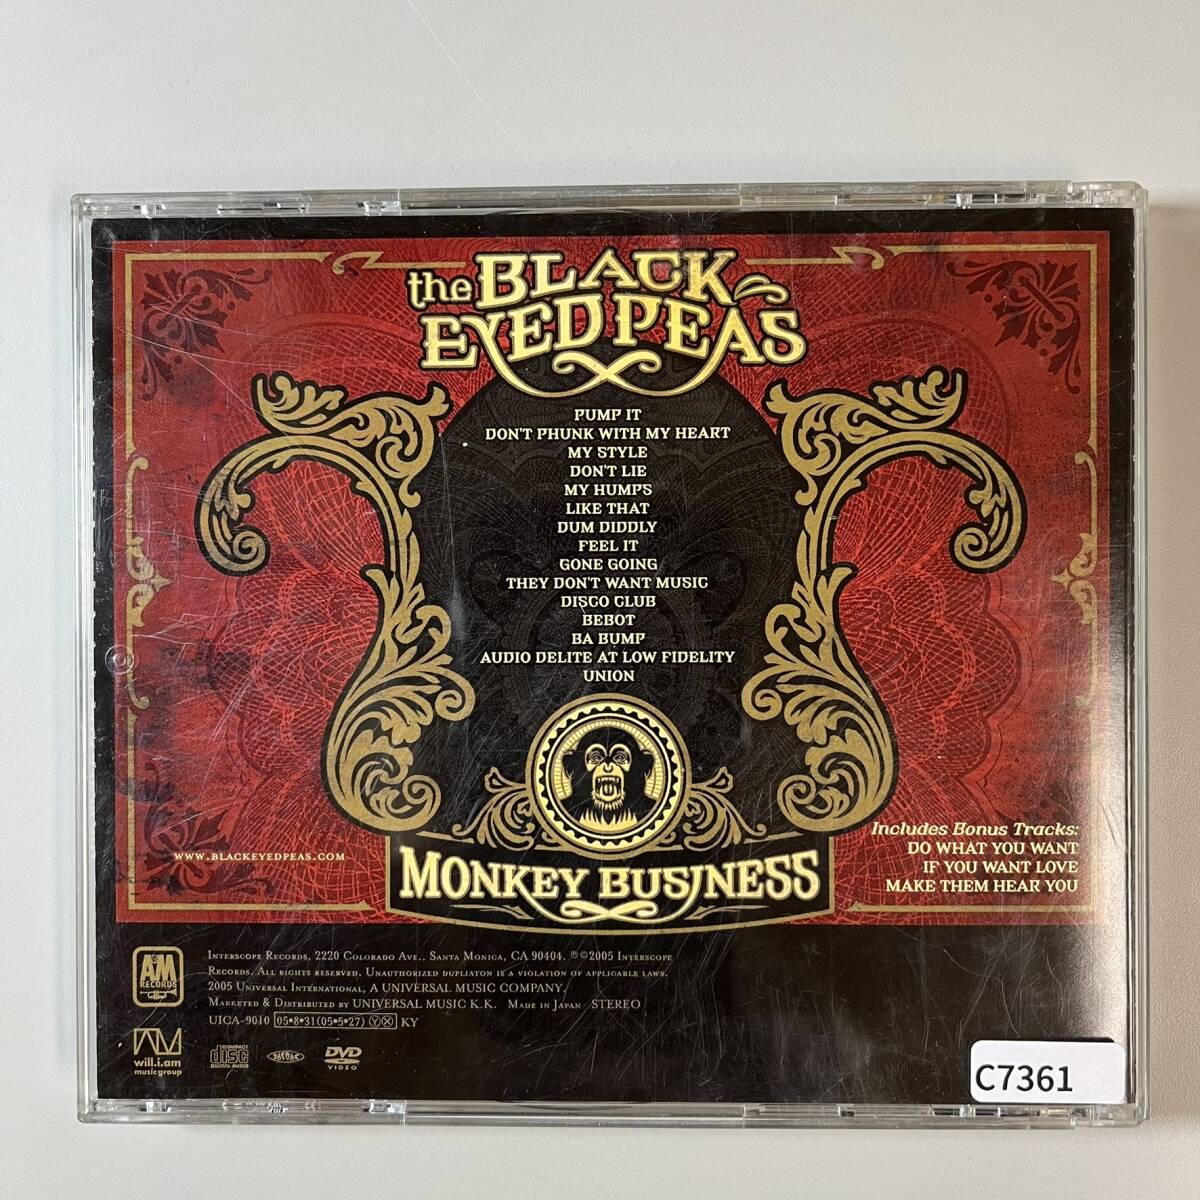 the BLACK
EYED PEAS
PUMP IT
DON'T PHUNK WITH MY HEART
MY STYLE
DON'T LIE
MY HUMPS
LIKE THAT
DUM DIDDLY
FEEL IT
GONE GOING
THEY DON'T WANT MUSIC
DISCO CLUB
BEBOT
BA BUMP
AUDIO DELITE AT LOW FIDELITY
UNION
Includes Bonus Tracks:
DO WHAT YOU WANT
IF YOU WANT LOVE
MAKE THEM HEAR YOU
WWW.BLACKEYEDPEAS.COM
MONKEY BUSINESS
A&M
RECORDS
INTERSCOPE RECORDS, 2220 COLORADO AVE., SANTA MONICA, CA 90404. ℗©2005 INTERSCOPE
RECORDS. ALL RIGHTS RESERVED. UNAUTHORIZED DUPLIATON IS A VIOLATION OF APPLICABLE LAWS.
2005 UNIVERSAL INTERNATIONAL, A UNIVERSAL MUSIC COMPANY.
MARKETED & DISTRIBUTED BY UNIVERSAL MUSIC K.K. MADE IN JAPAN STEREO
UICA-9010 05•8•31(05•5•27) Ⓨ Ⓧ KY
will.i.am
musicgroup
COMPACT
disc
DIGITAL AUDIO
JASRAC
DVD
VIDEO
C7361